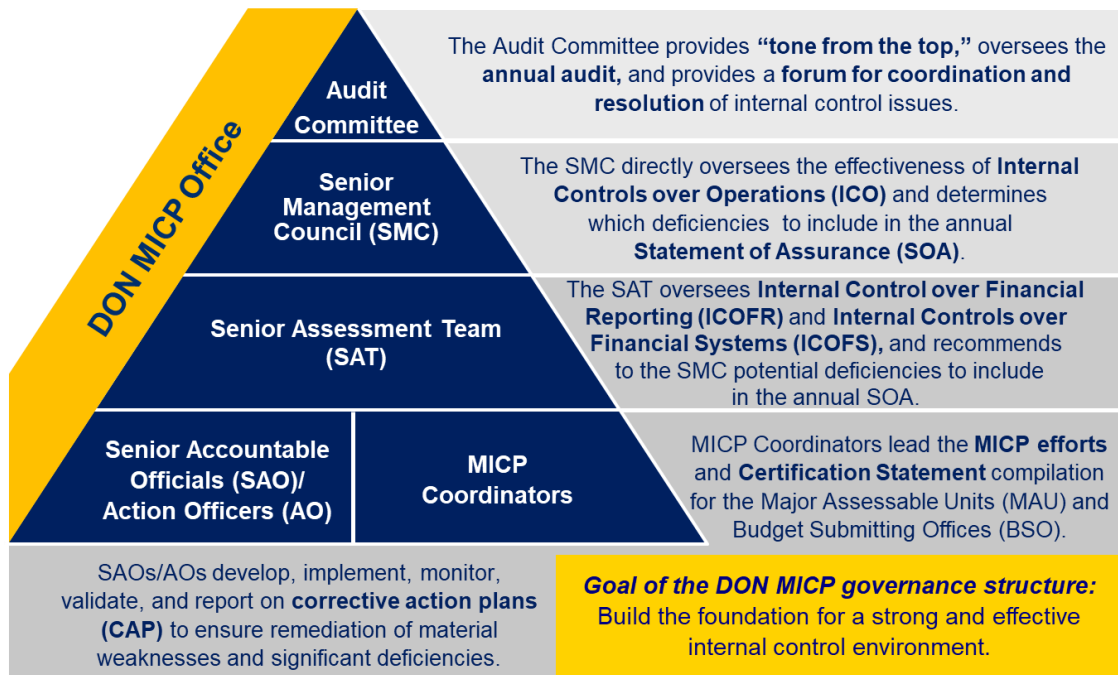 DON MICP Office
Audit
Committee
The Audit Committee provides “tone from the top,” oversees the
annual audit, and provides a forum for coordination and
resolution of internal control issues.
Senior
Management
Council (SMC)
The SMC directly oversees the effectiveness of Internal
Controls over Operations (ICO) and determines
which deficiencies to include in the annual
Statement of Assurance (SOA).
Senior Assessment Team
(SAT)
The SAT oversees Internal Control over Financial
Reporting (ICOFR) and Internal Controls over
Financial Systems (ICOFS), and recommends
to the SMC potential deficiencies to include
in the annual SOA.
Senior Accountable
Officials (SAO)/
Action Officers (AO)
MICP
Coordinators
MICP Coordinators lead the MICP efforts
and Certification Statement compilation
for the Major Assessable Units (MAU) and
Budget Submitting Offices (BSO).
SAOs/AOs develop, implement, monitor,
validate, and report on corrective action plans
(CAP) to ensure remediation of material
weaknesses and significant deficiencies.
Goal of the DON MICP governance structure:
Build the foundation for a strong and effective
internal control environment.